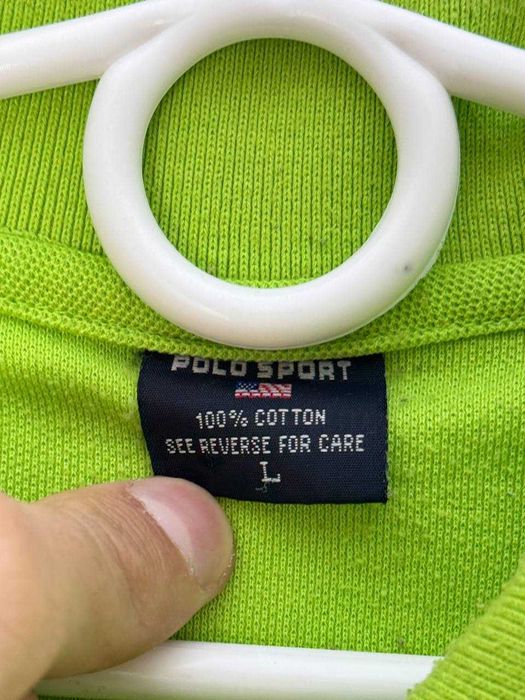 POLO SPORT
100% COTTON
SEE REVERSE FOR CARE
L